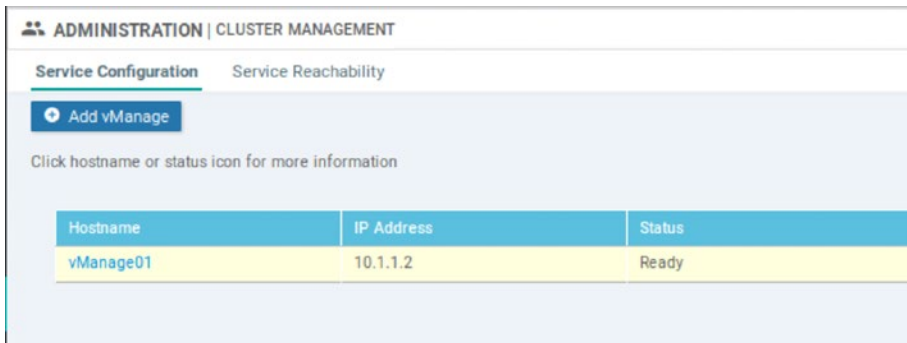 ADMINISTRATION | CLUSTER MANAGEMENT
Service Configuration Service Reachability
Add vManage
Click hostname or status icon for more information
Hostname IP Address Status
vManage01 10.1.1.2 Ready